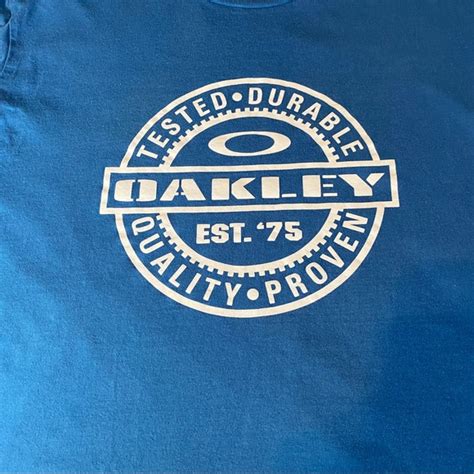 TESTED • DURABLE
OAKLEY
EST. '75
QUALITY • PROVEN